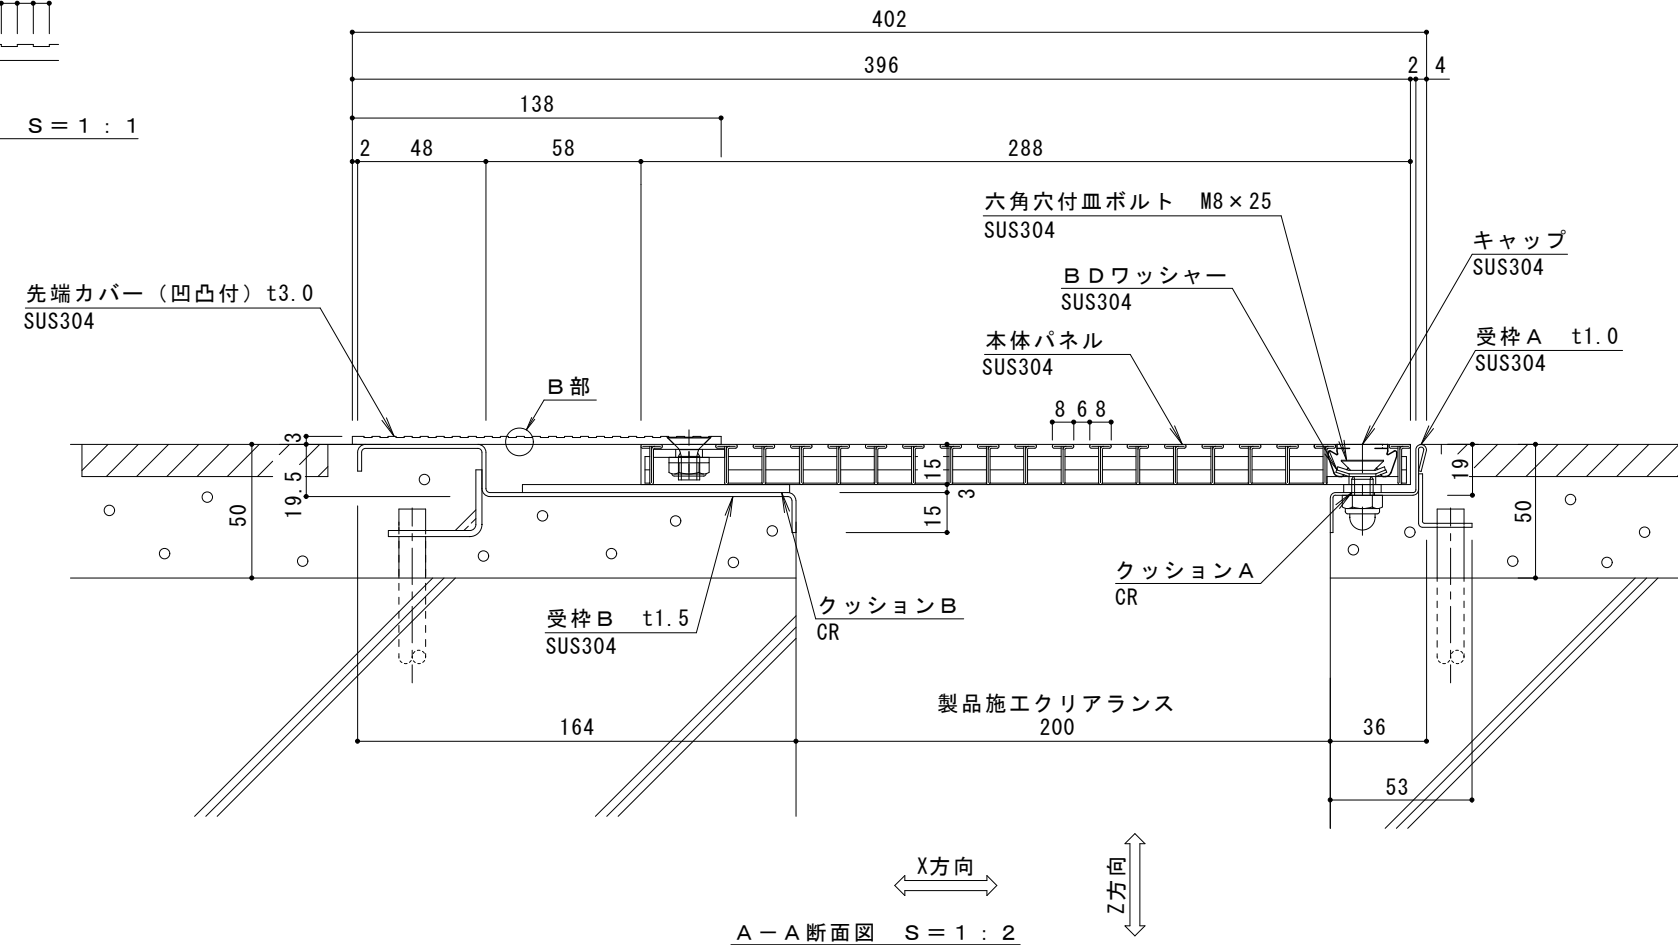 402
396
2
4
138
S＝1：1
2
48
58
288
六角穴付皿ボルト M8×25
SUS304
キャップ
SUS304
ＢＤワッシャー
SUS304
先端カバー（凹凸付）t3.0
SUS304
本体パネル
SUS304
受枠Ａ t1.0
SUS304
Ｂ部
8
6
8
3
19.5
50
15
3
15
19
50
クッションＡ
CR
受枠Ｂ t1.5
SUS304
クッションＢ
CR
製品施工クリアランス
164
200
36
53
X方向
Z方向
Ａ－Ａ断面図 S＝1：2